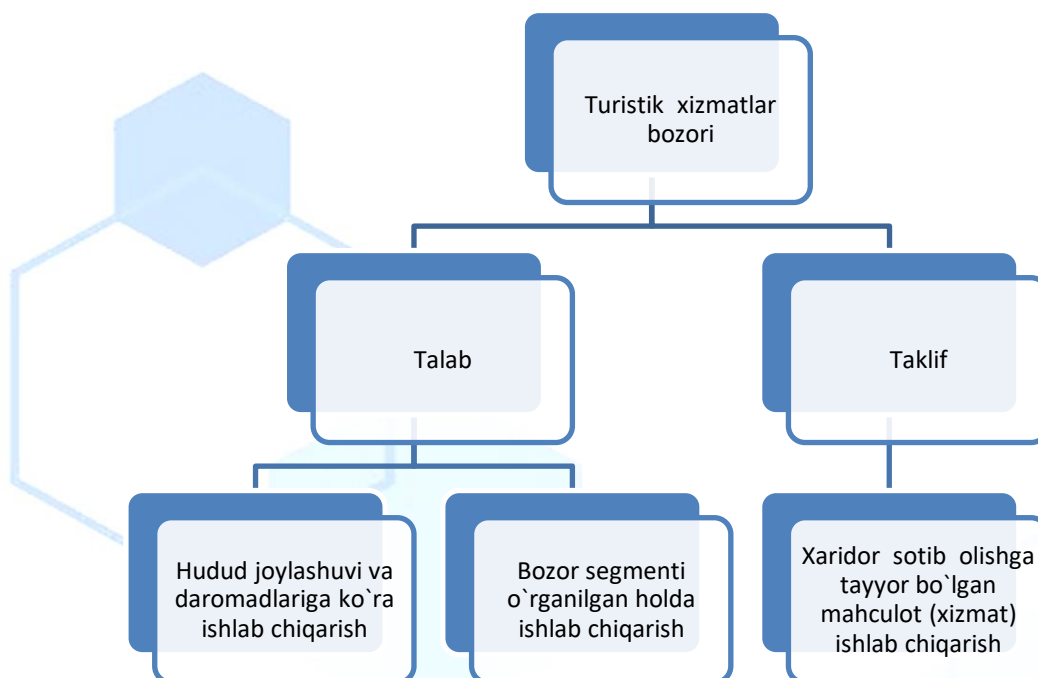 Turistik xizmatlar
bozori
Talab
Taklif
Hudud joylashuvi va
daromadlariga ko`ra
ishlab chiqarish
Bozor segmenti
o`rganilgan holda
ishlab chiqarish
Xaridor sotib olishga
tayyor bo`lgan
mahculot (xizmat)
ishlab chiqarish